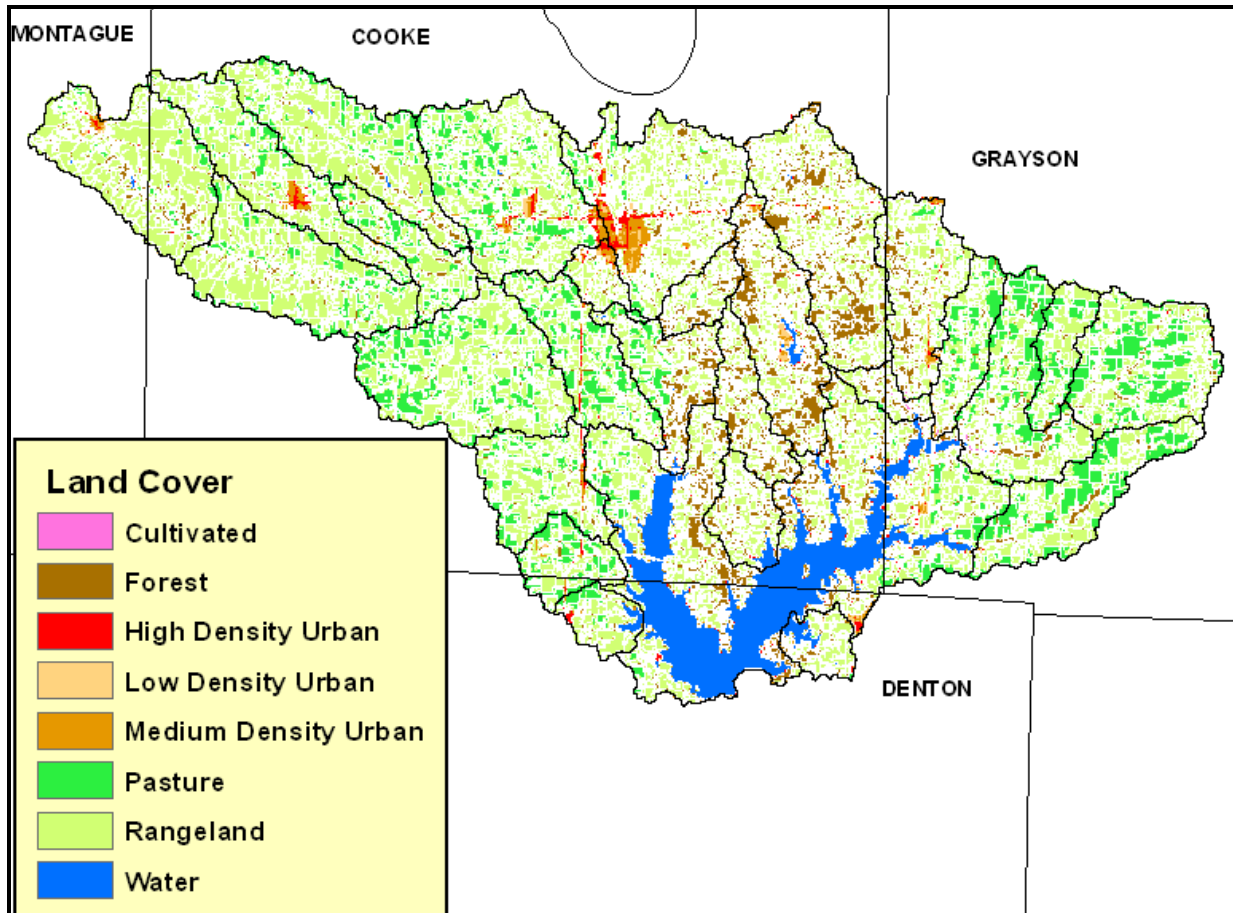 MONTAGUE
COOKE
GRAYSON
DENTON
Land Cover
Cultivated
Forest
High Density Urban
Low Density Urban
Medium Density Urban
Pasture
Rangeland
Water